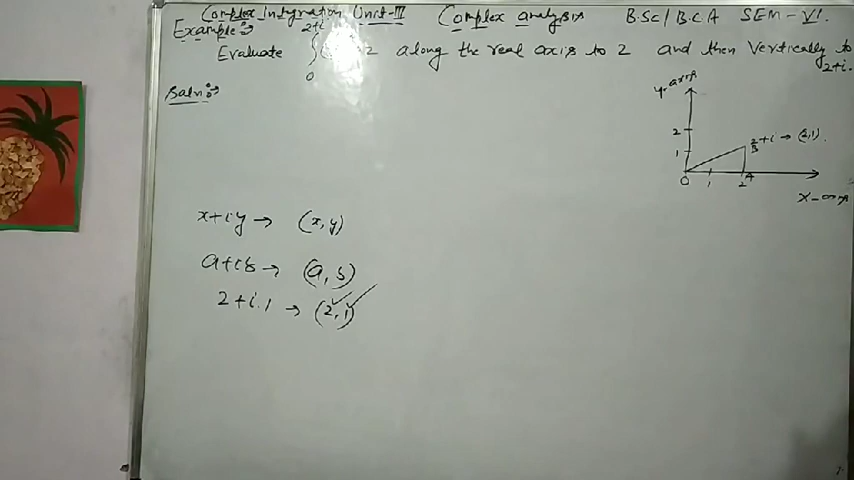 Complex Integration Unit-III Complex analysis B.Sc/B.C.A SEM-VI.
Example:→
Evaluate ∫ 2+i 0 along the real axis to 2 and then vertically to 2+i.
Soln:→
y-axis
2
1
2+i → (2,1).
B
O 1 2 A
X-axis
x+iy → (x,y)
a+ib → (a,b)
2+i.1 → (2,1)